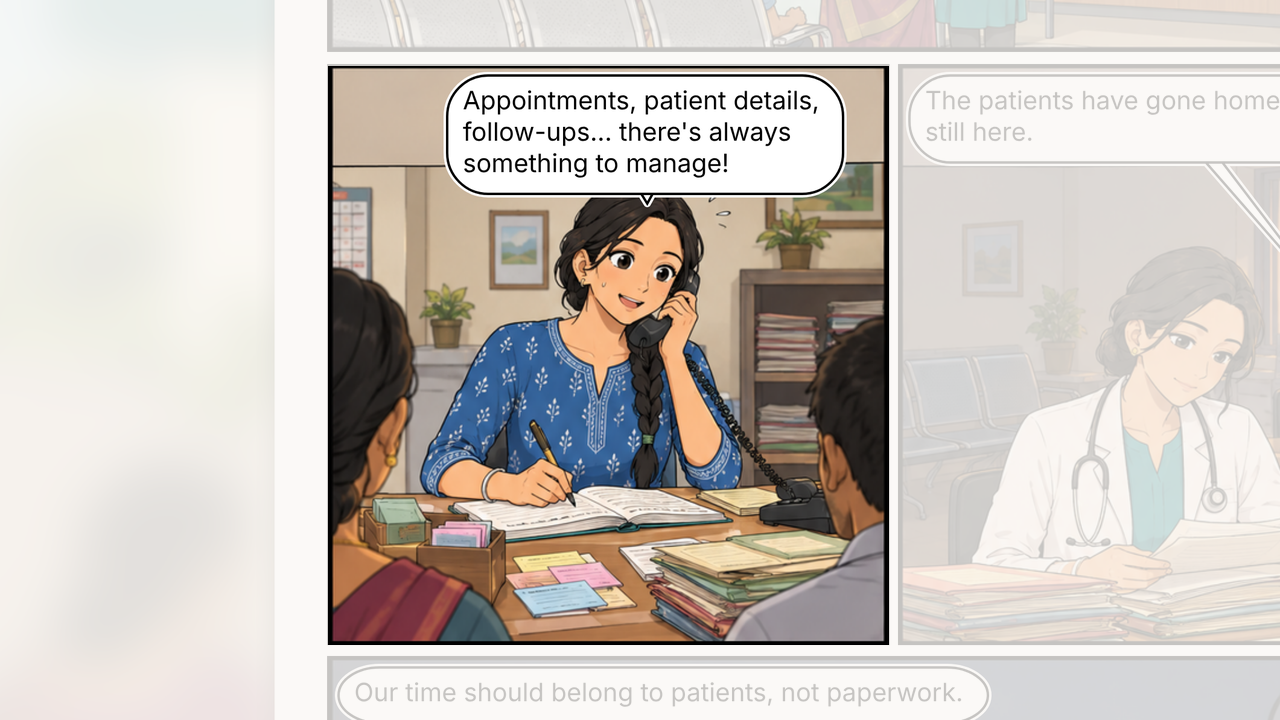 Appointments, patient details,
follow-ups... there's always
something to manage!
The patients have gone home
still here.
Our time should belong to patients, not paperwork.